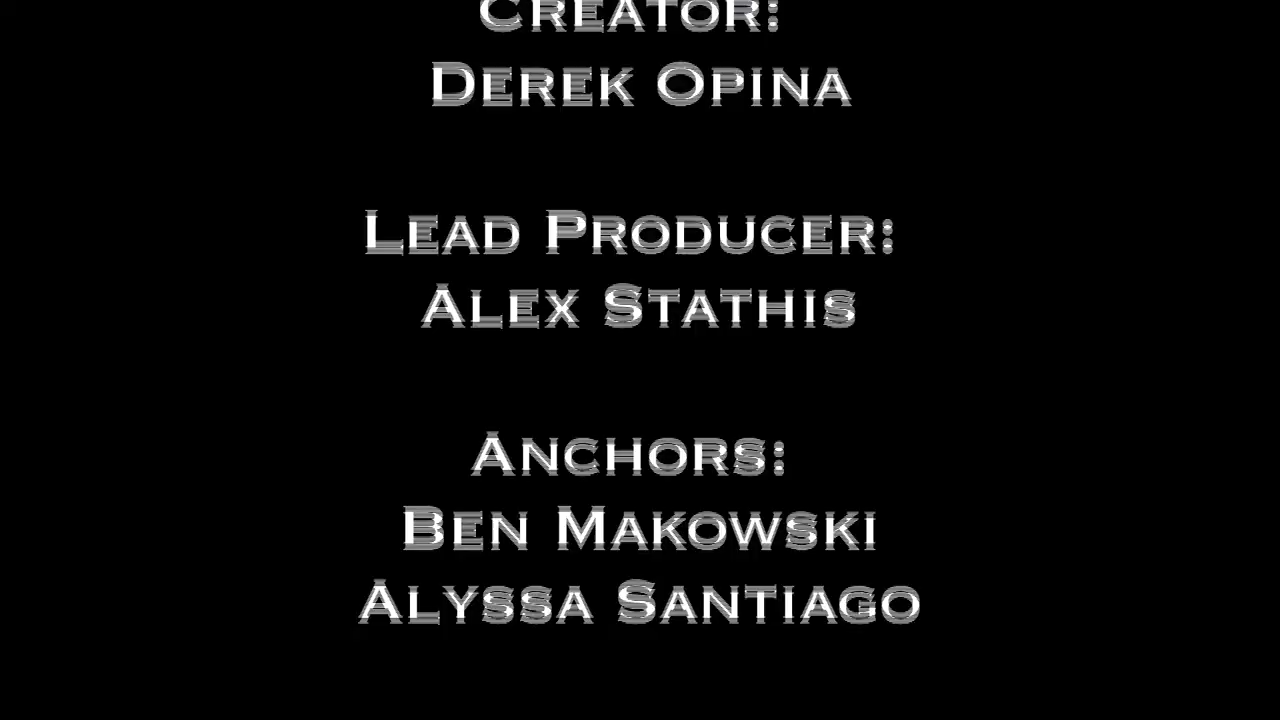 CREATOR:
DEREK OPINA
LEAD PRODUCER:
ALEX STATHIS
ANCHORS:
BEN MAKOWSKI
ALYSSA SANTIAGO